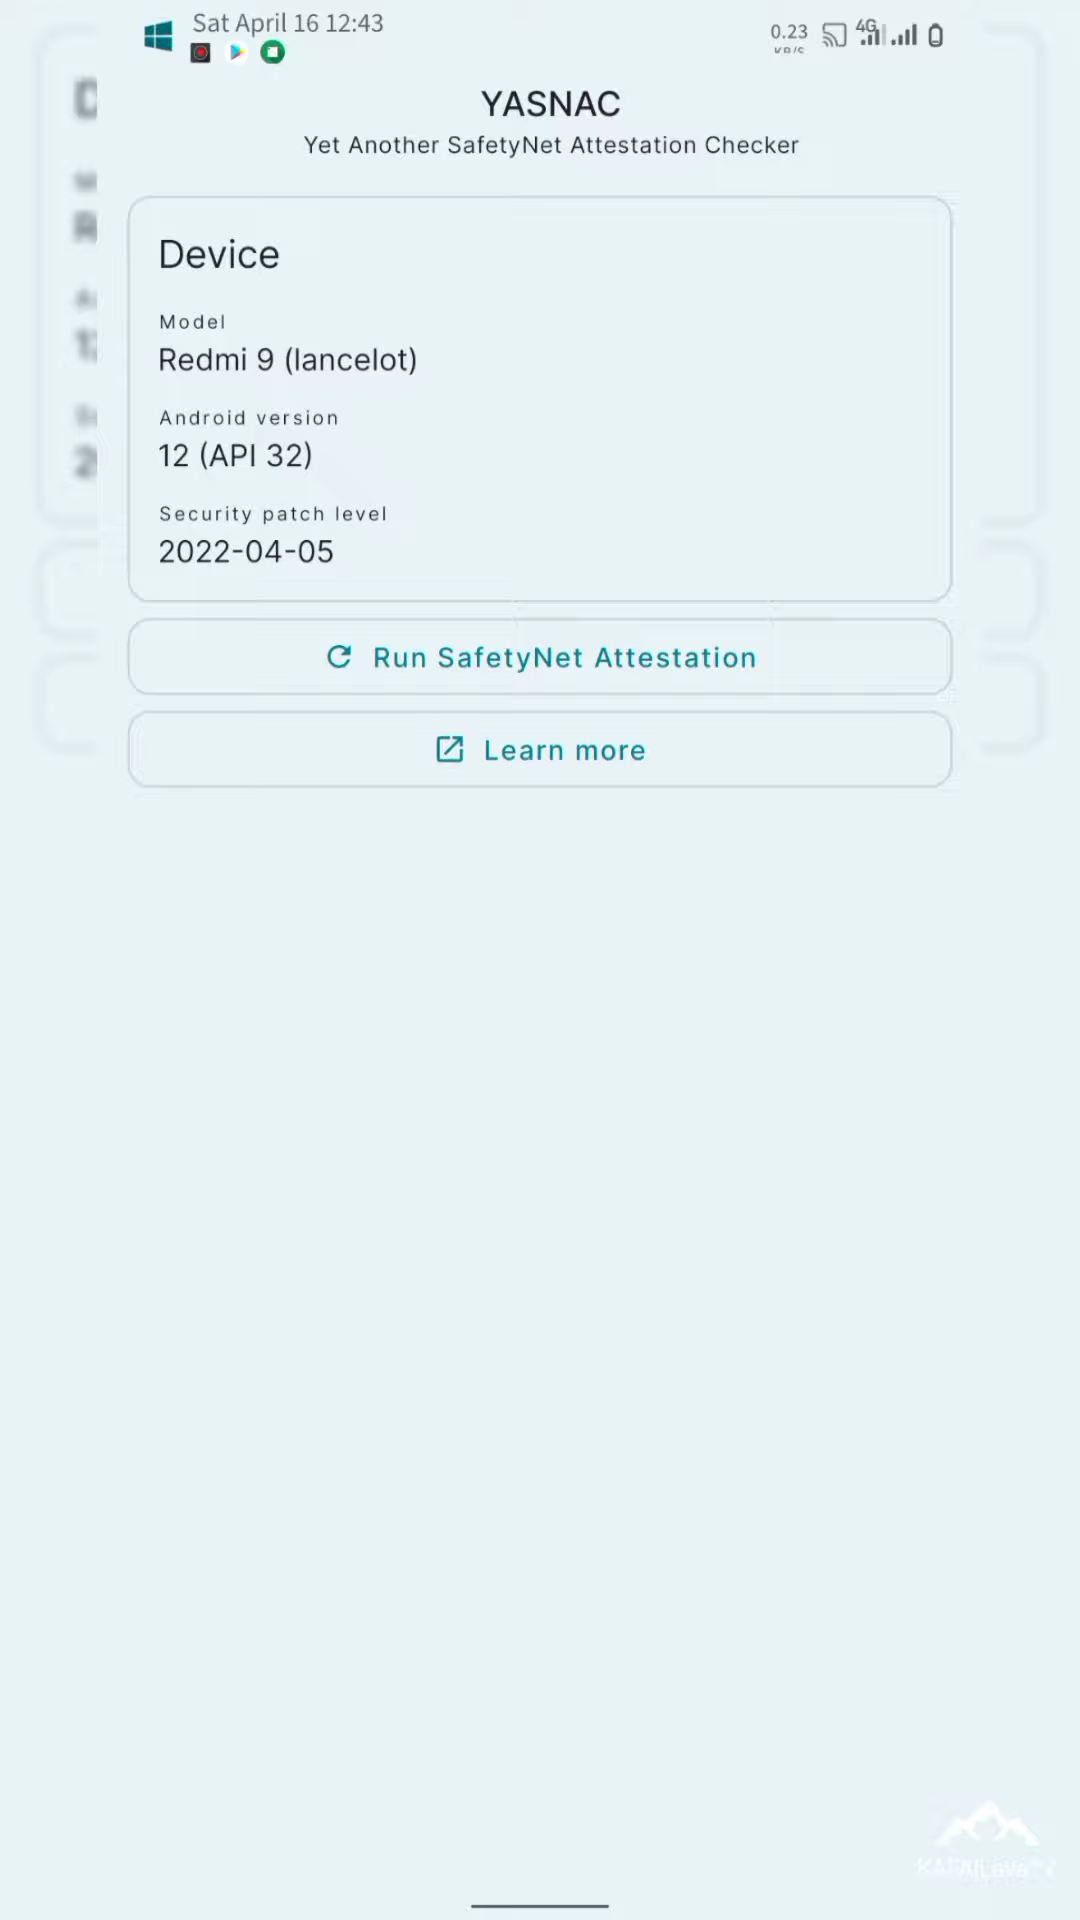 Sat April 16 12:43
0.23
KB/s
4G
YASNAC
Yet Another SafetyNet Attestation Checker
Device
Model
Redmi 9 (lancelot)
Android version
12 (API 32)
Security patch level
2022-04-05
Run SafetyNet Attestation
Learn more